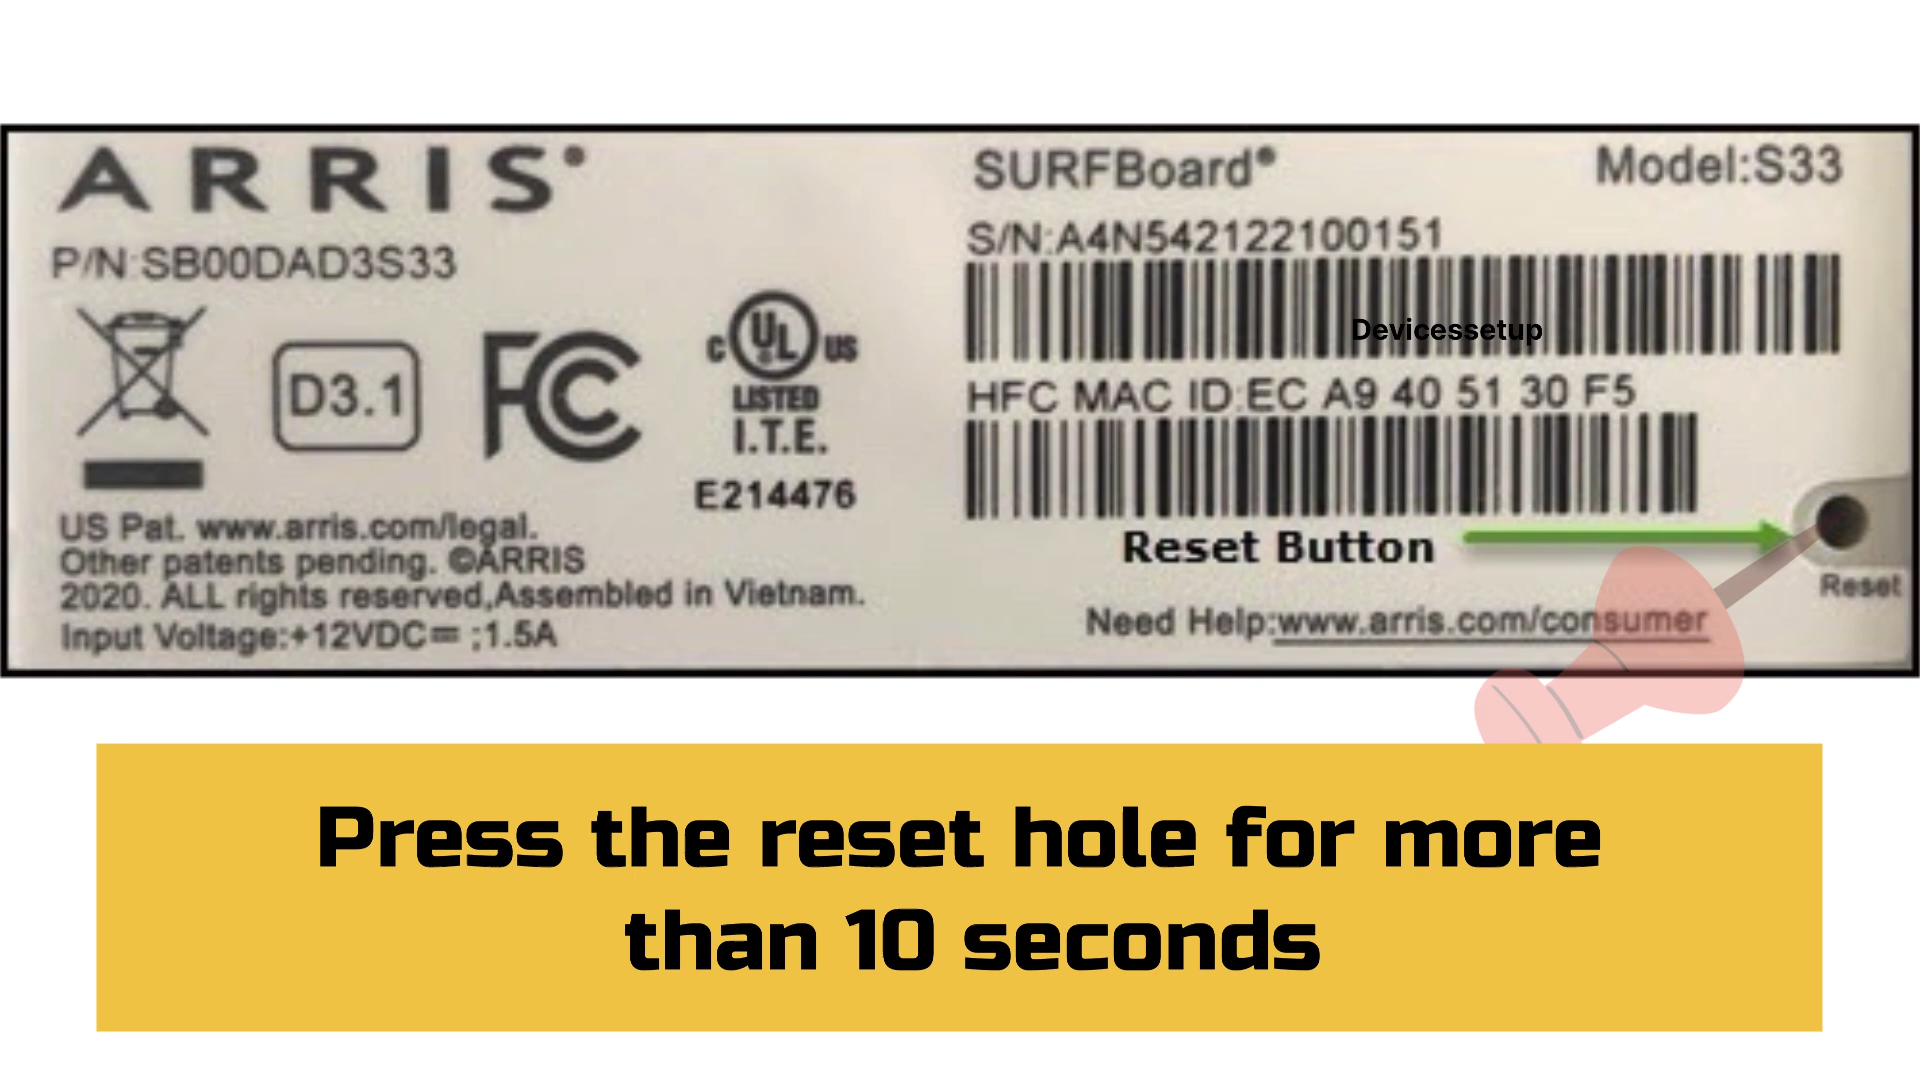 ARRIS®
P/N:SB00DAD3S33
D3.1
FC
C UL US
LISTED
I.T.E.
E214476
US Pat. www.arris.com/legal.
Other patents pending. ©ARRIS
2020. ALL rights reserved,Assembled in Vietnam.
Input Voltage:+12VDC⎓ ;1.5A
SURFBoard® Model:S33
S/N:A4N542122100151
Devicessetup
HFC MAC ID:EC A9 40 51 30 F5
Reset Button
Reset
Need Help:www.arris.com/consumer
Press the reset hole for more
than 10 seconds